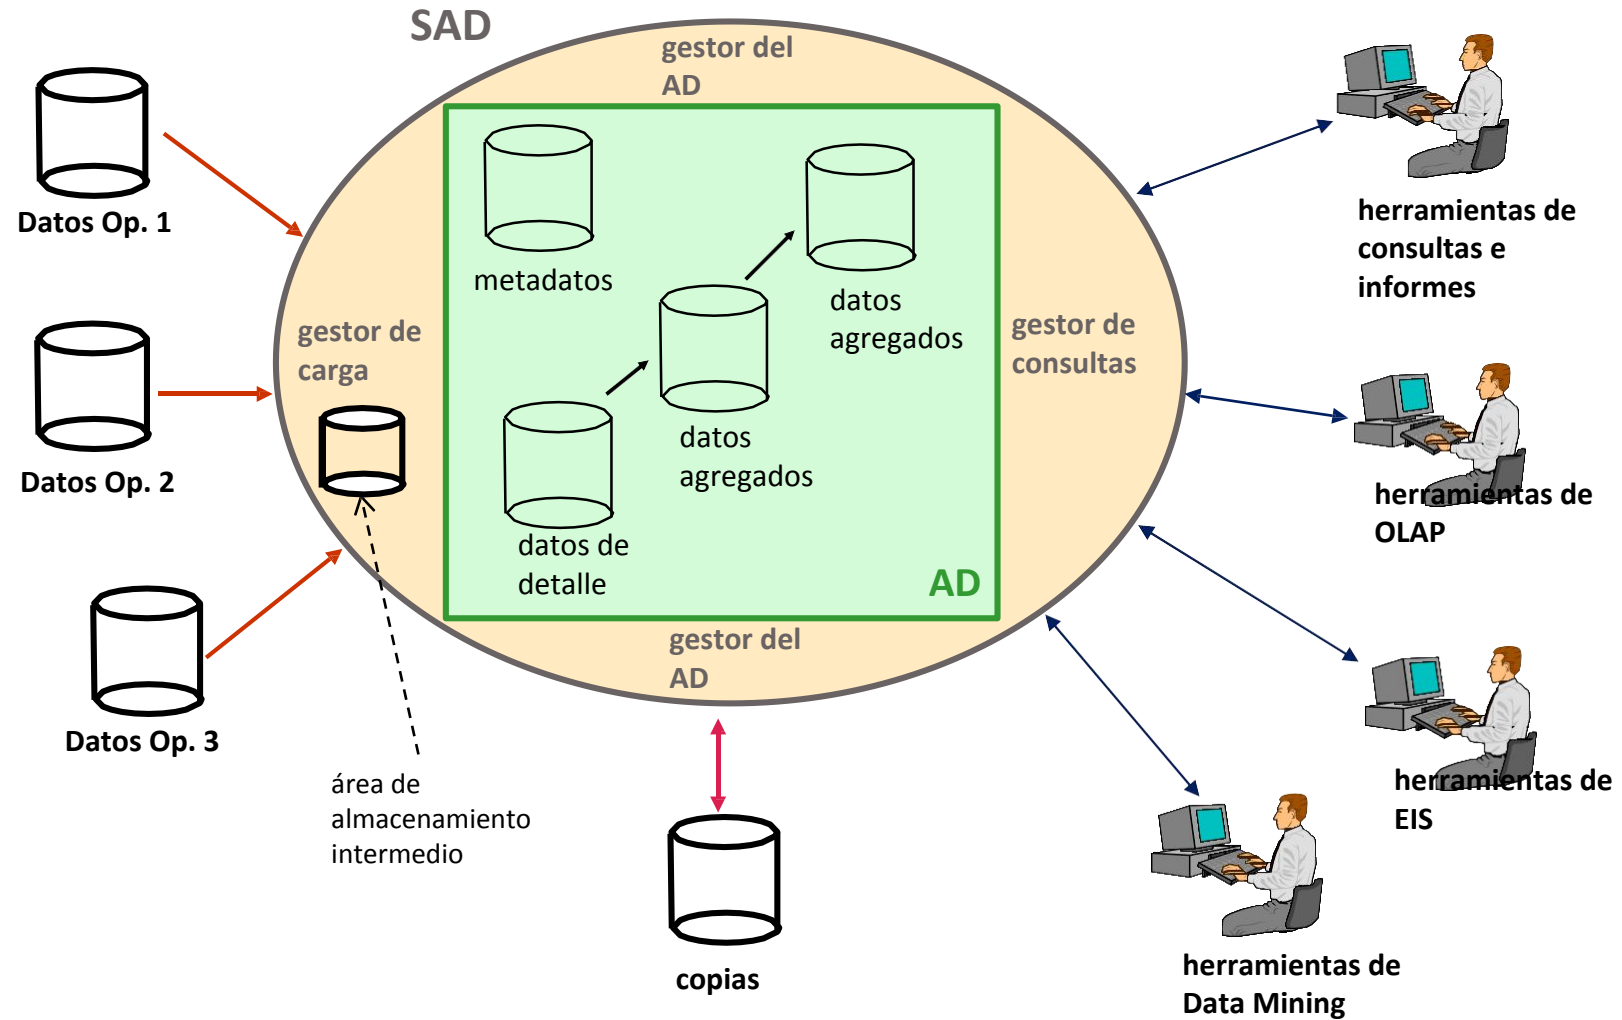 SAD
gestor del
AD
Datos Op. 1
Datos Op. 2
Datos Op. 3
gestor de
carga
área de
almacenamiento
intermedio
metadatos
datos
agregados
datos
agregados
datos de
detalle
AD
gestor de
consultas
gestor del
AD
copias
herramientas de
consultas e
informes
herramientas de
OLAP
herramientas de
EIS
herramientas de
Data Mining